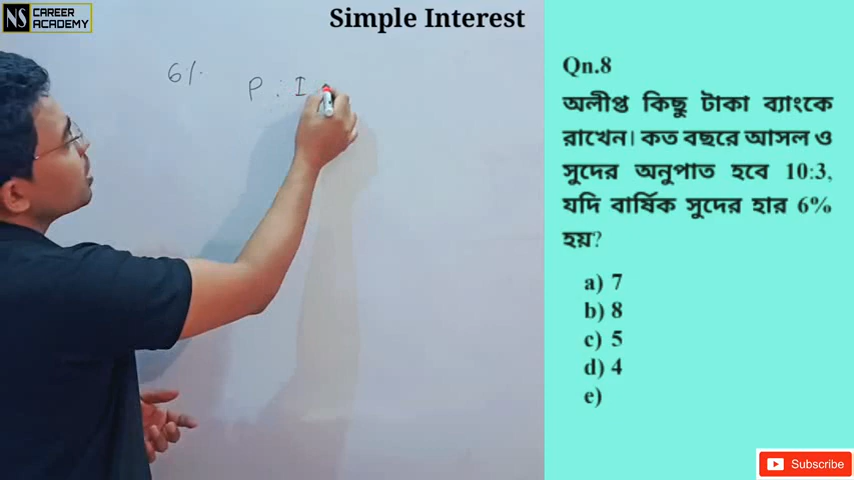 NS CAREER
ACADEMY
Simple Interest
6%.
P : I
Qn.8
অলীপ্ত কিছু টাকা ব্যাংকে
রাখেন। কত বছরে আসল ও
সুদের অনুপাত হবে 10:3,
যদি বার্ষিক সুদের হার 6%
হয়?
a) 7
b) 8
c) 5
d) 4
e)
Subscribe